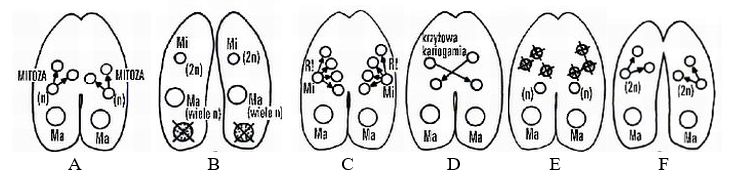 MITOZA MITOZA
(n) (n)
Ma Ma
A
Mi Mi
(2n) (2n)
Ma Ma
(wiele n) (wiele n)
B
R! R!
Mi Mi
Ma Ma
C
krzyżowa
kariogamia
Ma Ma
D
(n) (n)
Ma Ma
E
(2n) (2n)
Ma Ma
F